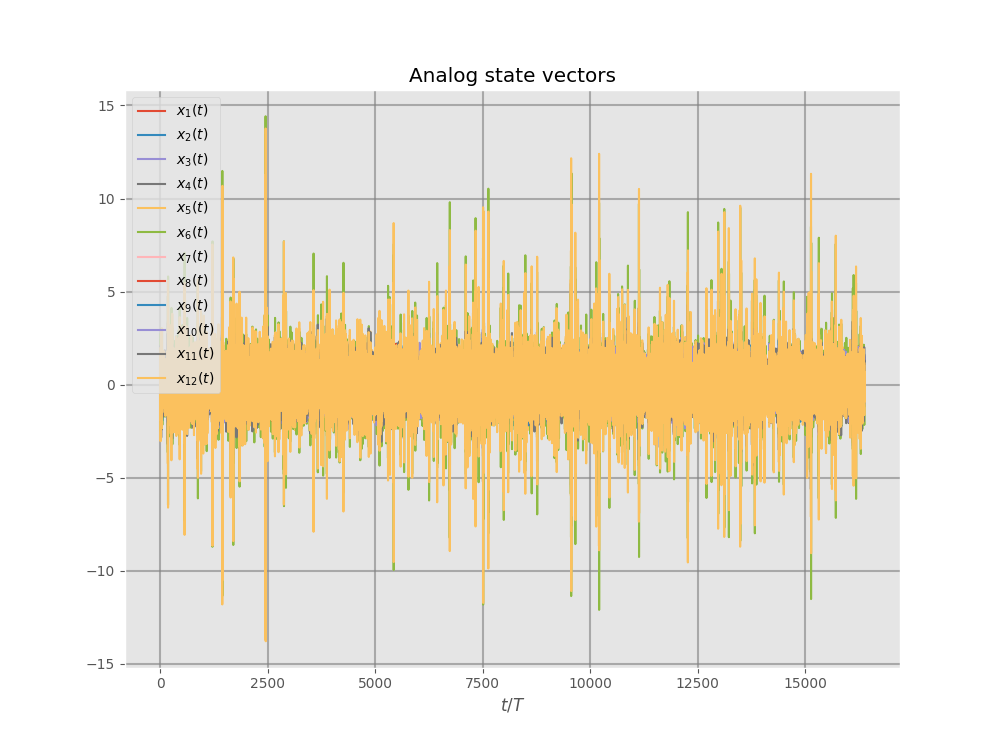 Analog state vectors
15
10
5
0
−5
−10
−15
x₁(t)
x₂(t)
x₃(t)
x₄(t)
x₅(t)
x₆(t)
x₇(t)
x₈(t)
x₉(t)
x₁₀(t)
x₁₁(t)
x₁₂(t)
0 2500 5000 7500 10000 12500 15000
t/T